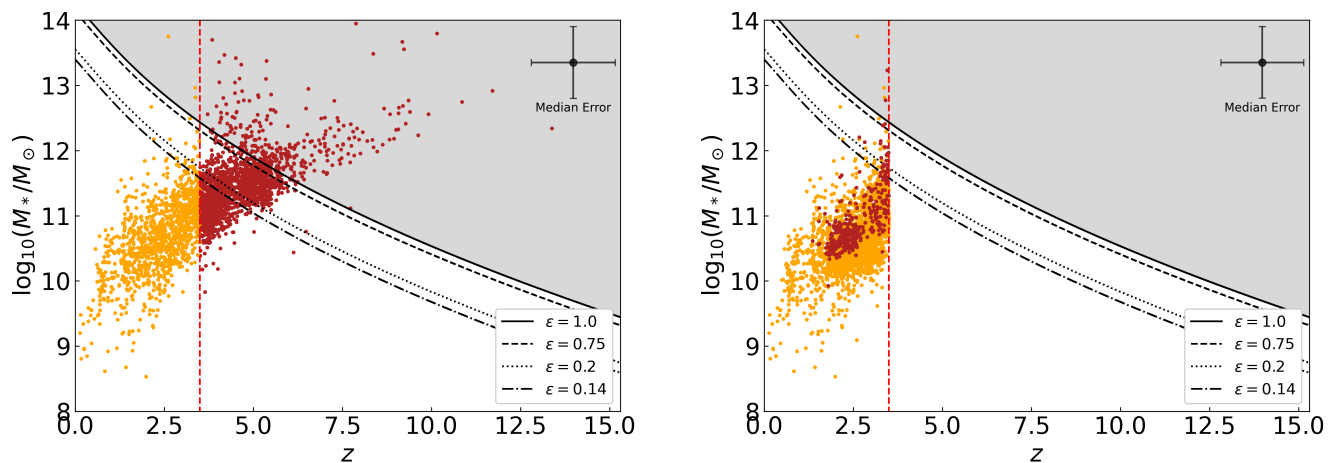 14
13
12
11
10
9
8
log₁₀(M*/M⊙)
0.0 2.5 5.0 7.5 10.0 12.5 15.0
z
Median Error
ε = 1.0
ε = 0.75
ε = 0.2
ε = 0.14
14
13
12
11
10
9
8
log₁₀(M*/M⊙)
0.0 2.5 5.0 7.5 10.0 12.5 15.0
z
Median Error
ε = 1.0
ε = 0.75
ε = 0.2
ε = 0.14